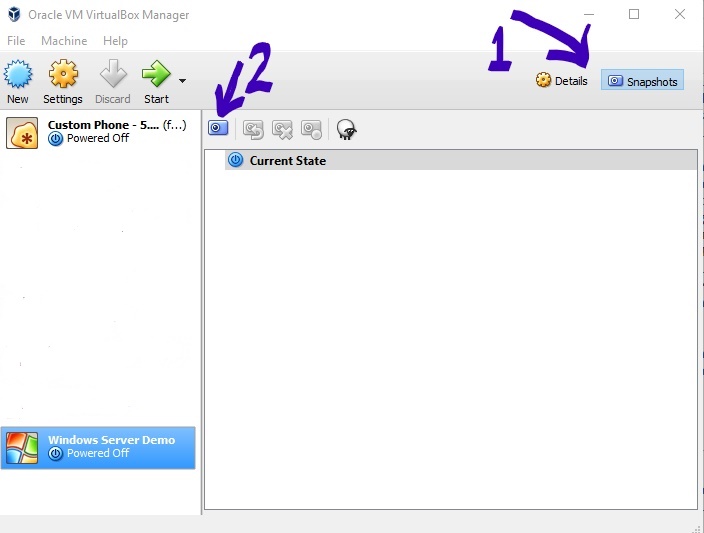 Oracle VM VirtualBox Manager
File Machine Help
1
2
New Settings Discard Start
Details Snapshots
Custom Phone - 5.... (f...)
Powered Off
Current State
Windows Server Demo
Powered Off